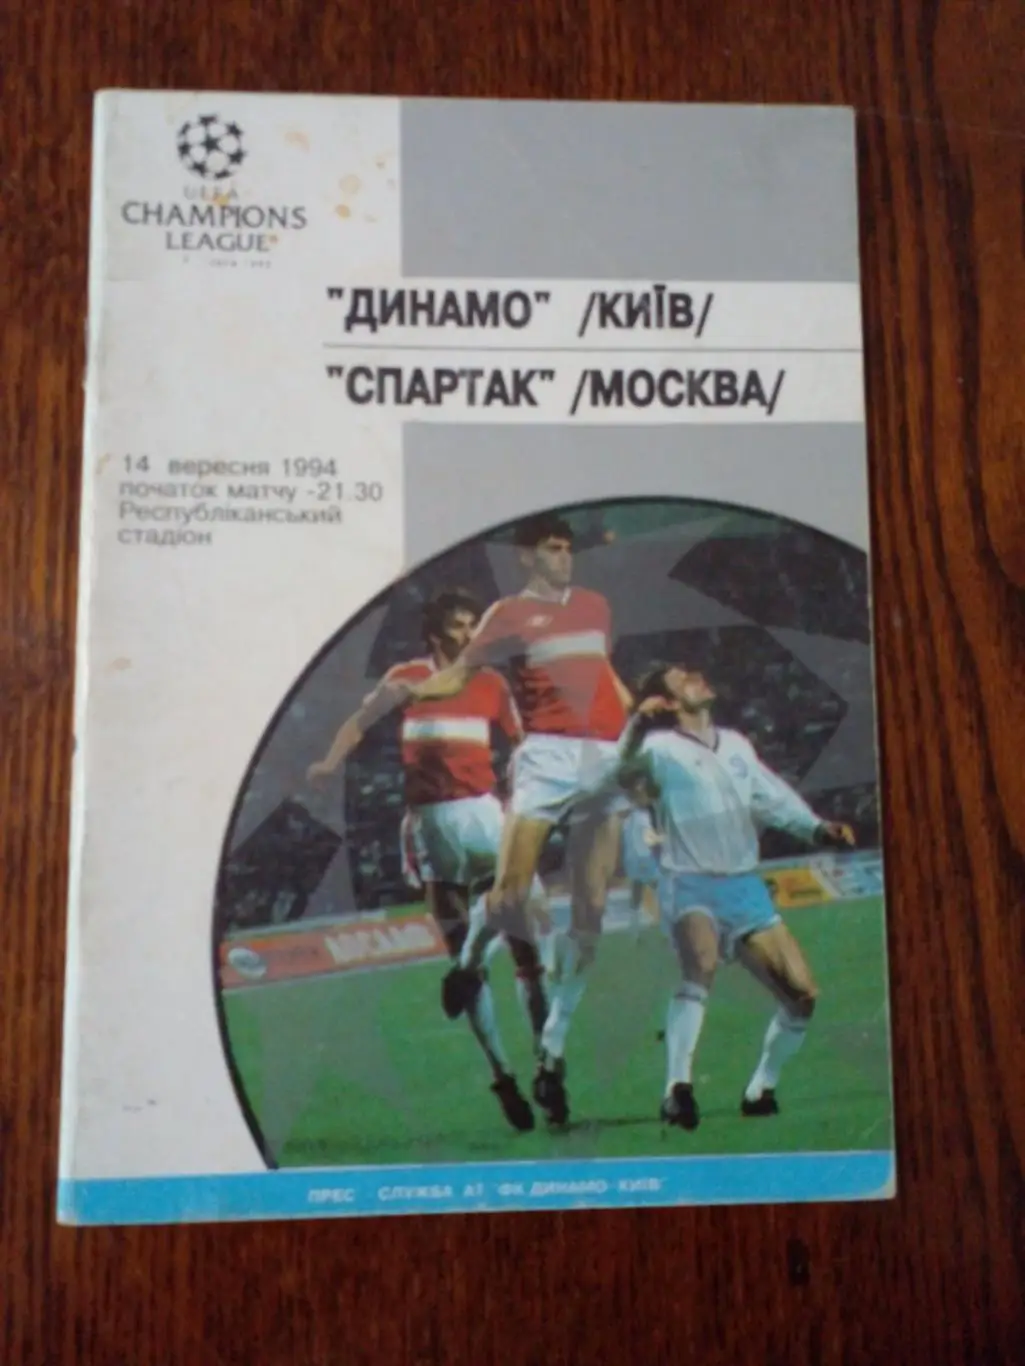 UEFA
CHAMPIONS
LEAGUE
"ДИНАМО" /КИЇВ/
"СПАРТАК" /МОСКВА/
14 вересня 1994
початок матчу -21.30
Республіканський
стадіон
ПРЕС СЛУЖБА АТ "ФК ДИНАМО КИЇВ"